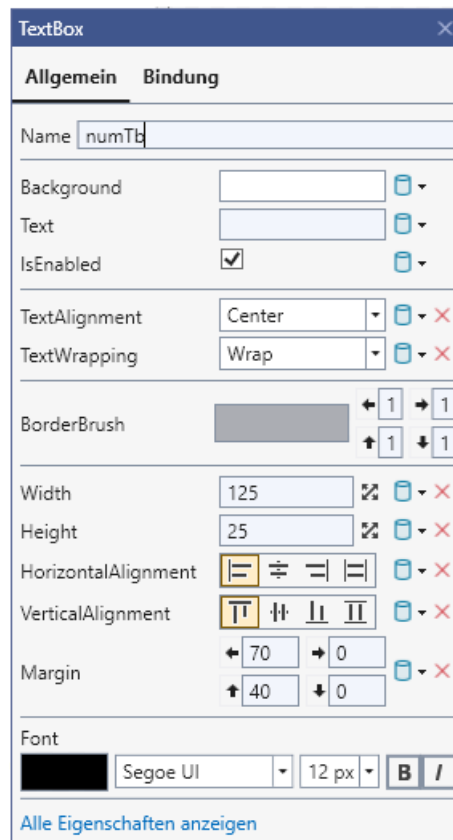 TextBox
Allgemein Bindung
Name numTb
Background
Text
IsEnabled
TextAlignment Center
TextWrapping Wrap
BorderBrush 1 1
1 1
Width 125
Height 25
HorizontalAlignment
VerticalAlignment
Margin 70 0
40 0
Font
Segoe UI 12 px B I
Alle Eigenschaften anzeigen